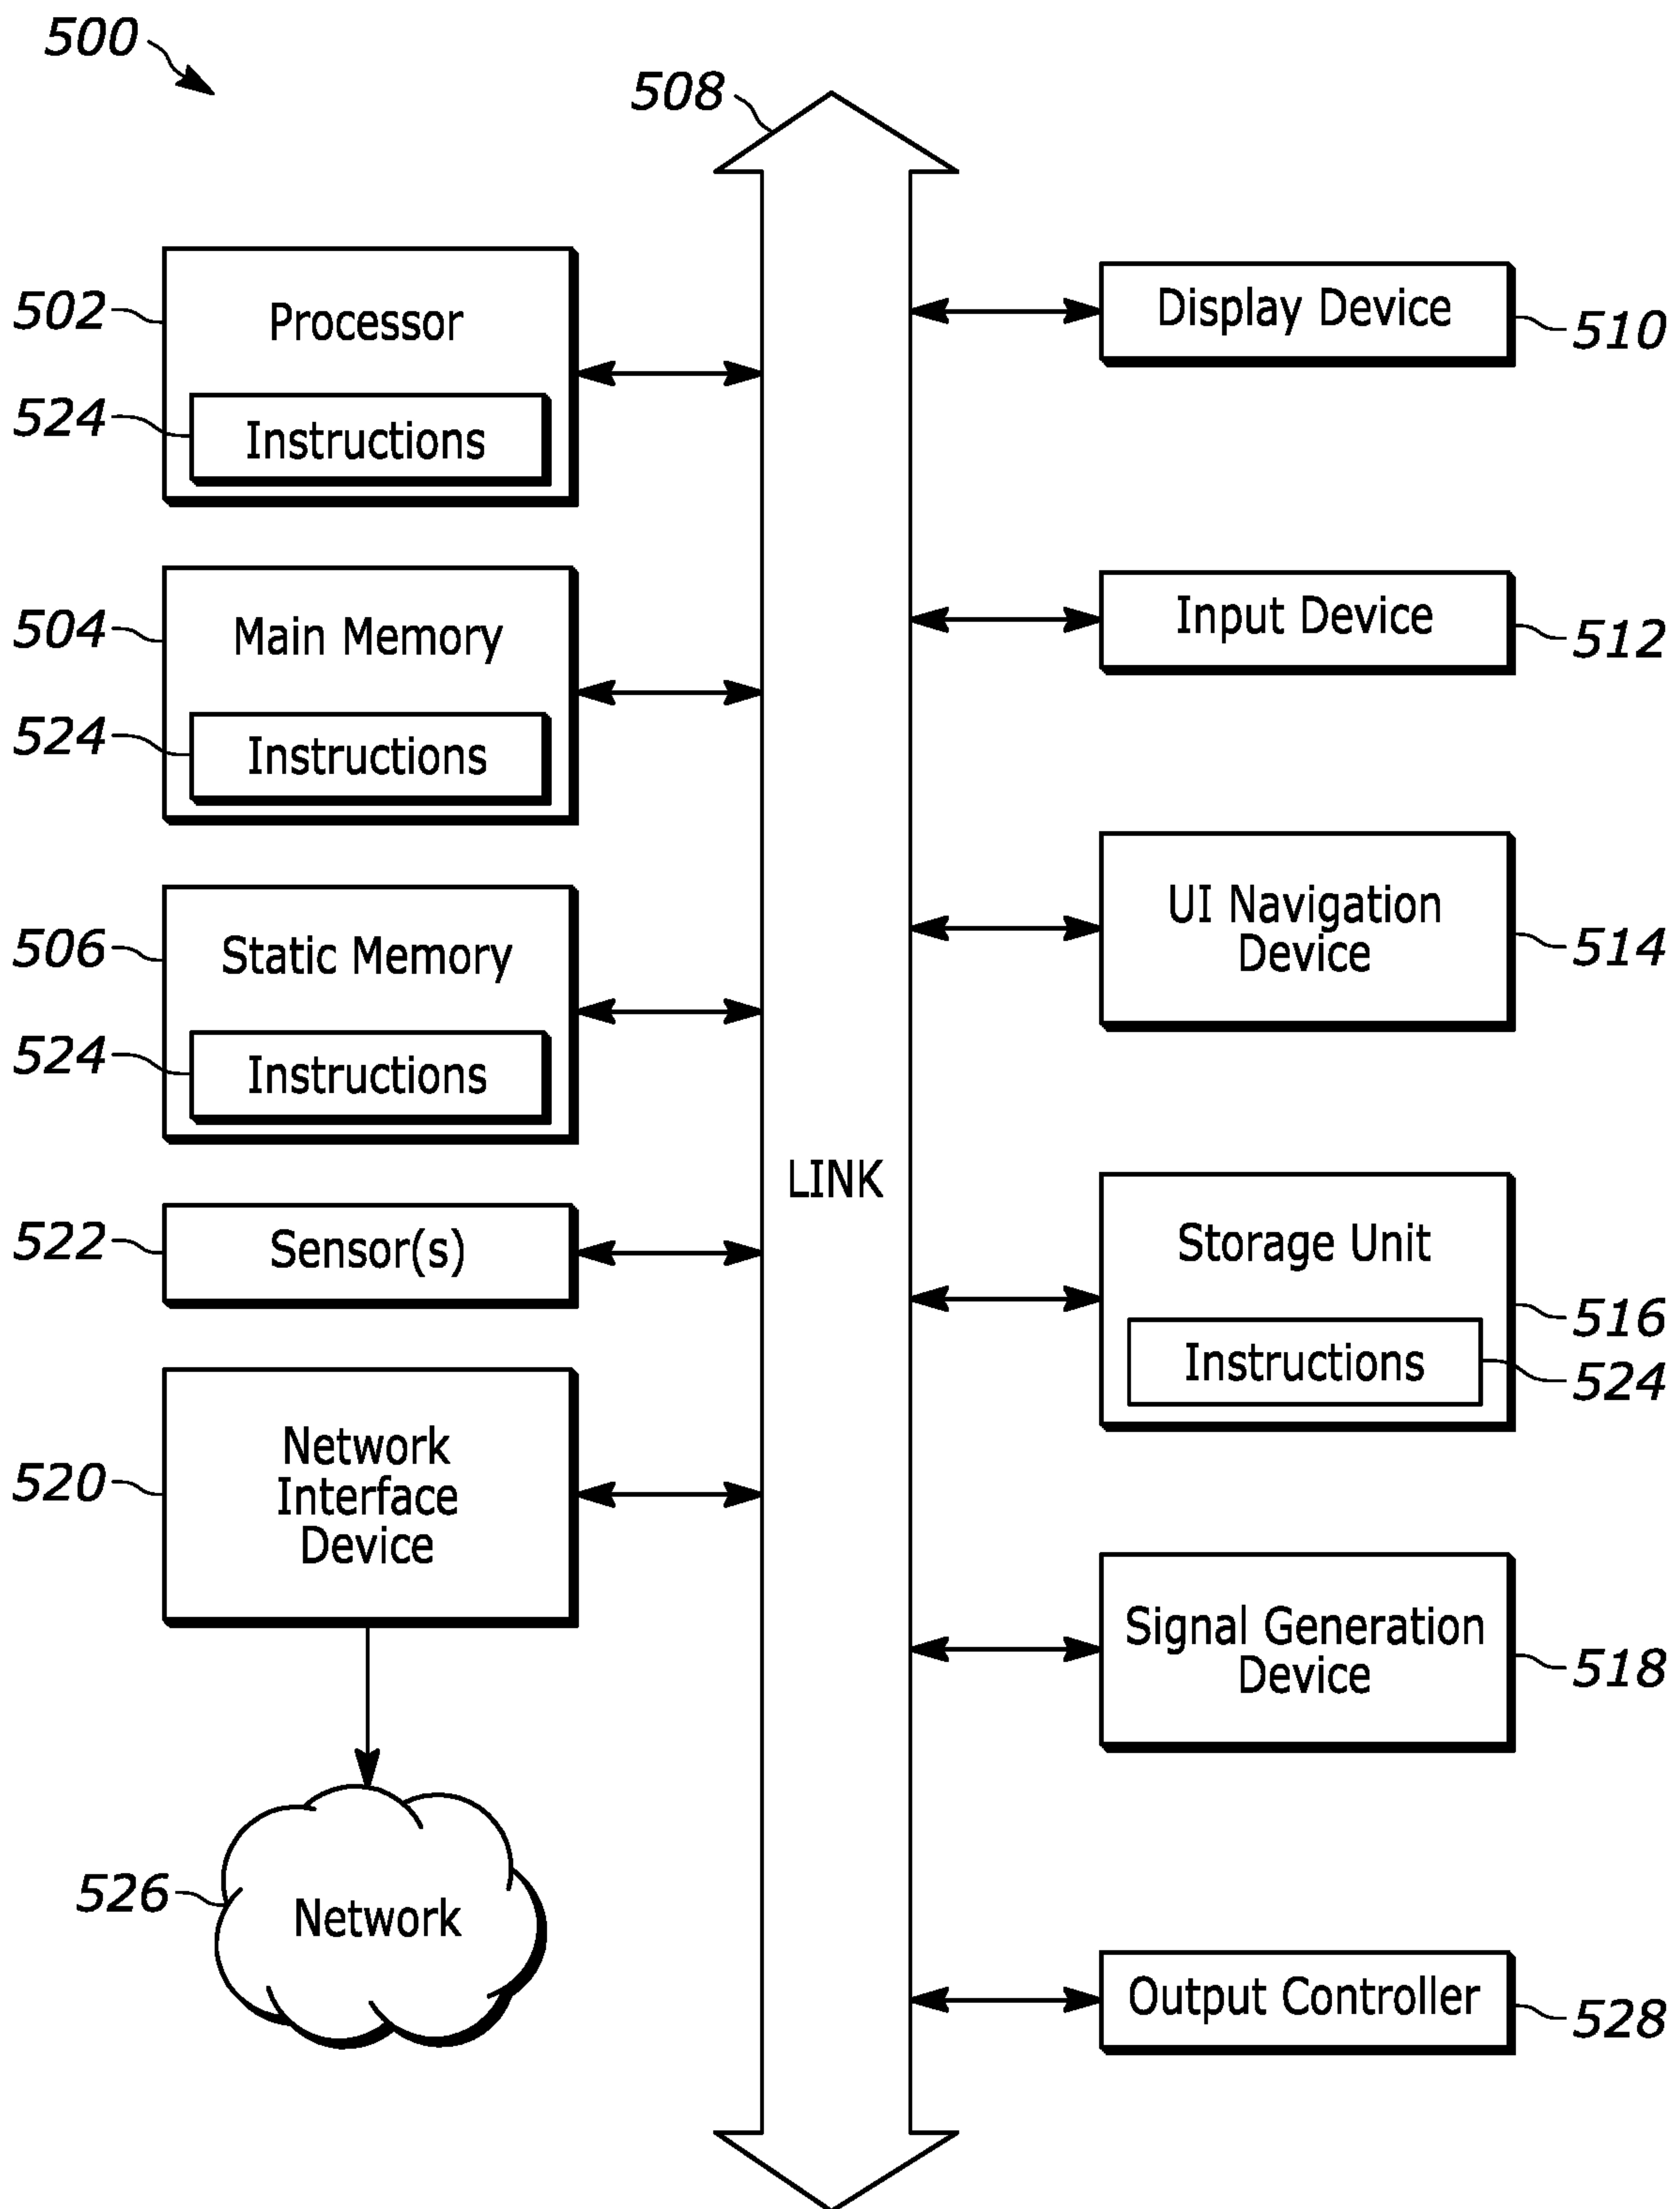 500
508
502
Processor
524
Instructions
504
Main Memory
524
Instructions
506
Static Memory
524
Instructions
522
Sensor(s)
520
Network
Interface
Device
526
Network
LINK
Display Device
510
Input Device
512
UI Navigation
Device
514
Storage Unit
516
Instructions
524
Signal Generation
Device
518
Output Controller
528